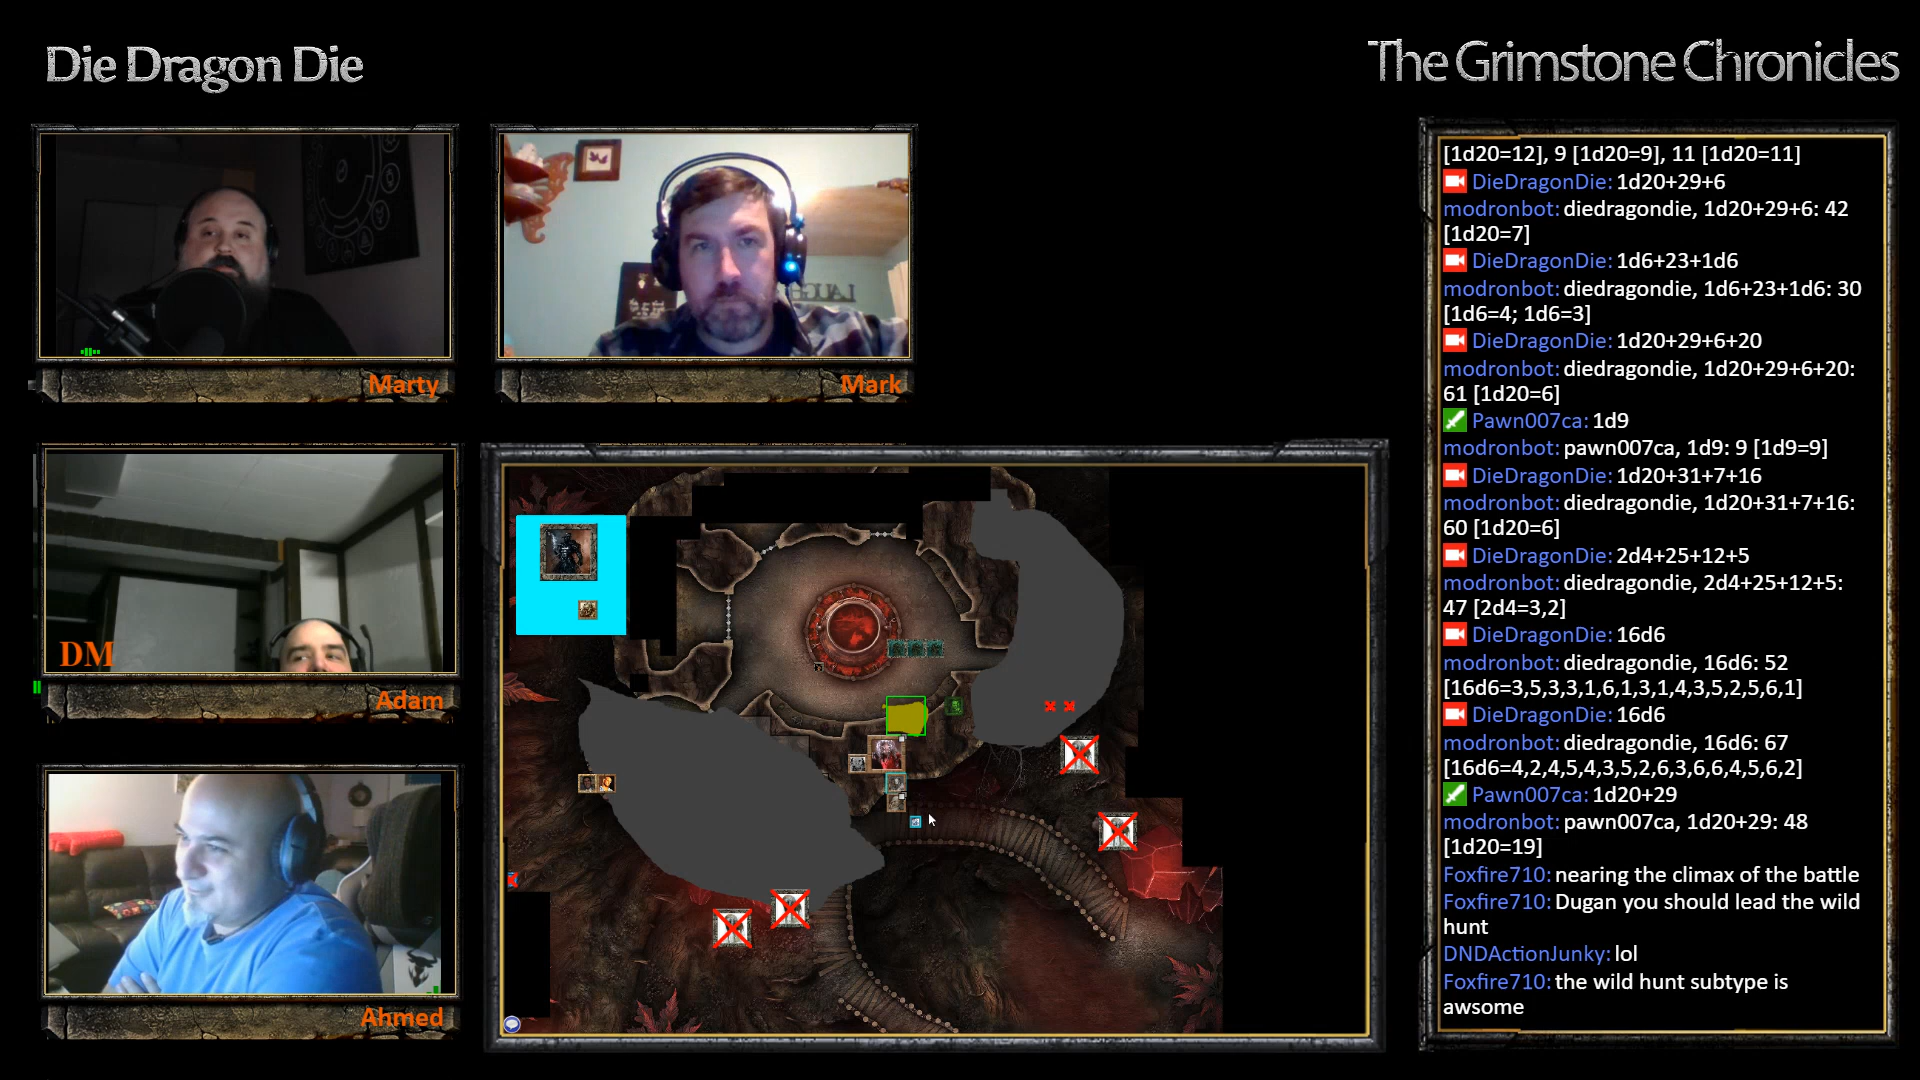 Die Dragon Die
The Grimstone Chronicles
Marty
Mark
LAUGH
DM
Adam
Ahmed
[1d20=12], 9 [1d20=9], 11 [1d20=11]
DieDragonDie: 1d20+29+6
modronbot: diedragondie, 1d20+29+6: 42
[1d20=7]
DieDragonDie: 1d6+23+1d6
modronbot: diedragondie, 1d6+23+1d6: 30
[1d6=4; 1d6=3]
DieDragonDie: 1d20+29+6+20
modronbot: diedragondie, 1d20+29+6+20:
61 [1d20=6]
Pawn007ca: 1d9
modronbot: pawn007ca, 1d9: 9 [1d9=9]
DieDragonDie: 1d20+31+7+16
modronbot: diedragondie, 1d20+31+7+16:
60 [1d20=6]
DieDragonDie: 2d4+25+12+5
modronbot: diedragondie, 2d4+25+12+5:
47 [2d4=3,2]
DieDragonDie: 16d6
modronbot: diedragondie, 16d6: 52
[16d6=3,5,3,3,1,6,1,3,1,4,3,5,2,5,6,1]
DieDragonDie: 16d6
modronbot: diedragondie, 16d6: 67
[16d6=4,2,4,5,4,3,5,2,6,3,6,6,4,5,6,2]
Pawn007ca: 1d20+29
modronbot: pawn007ca, 1d20+29: 48
[1d20=19]
Foxfire710: nearing the climax of the battle
Foxfire710: Dugan you should lead the wild
hunt
DNDActionJunky: lol
Foxfire710: the wild hunt subtype is
awsome